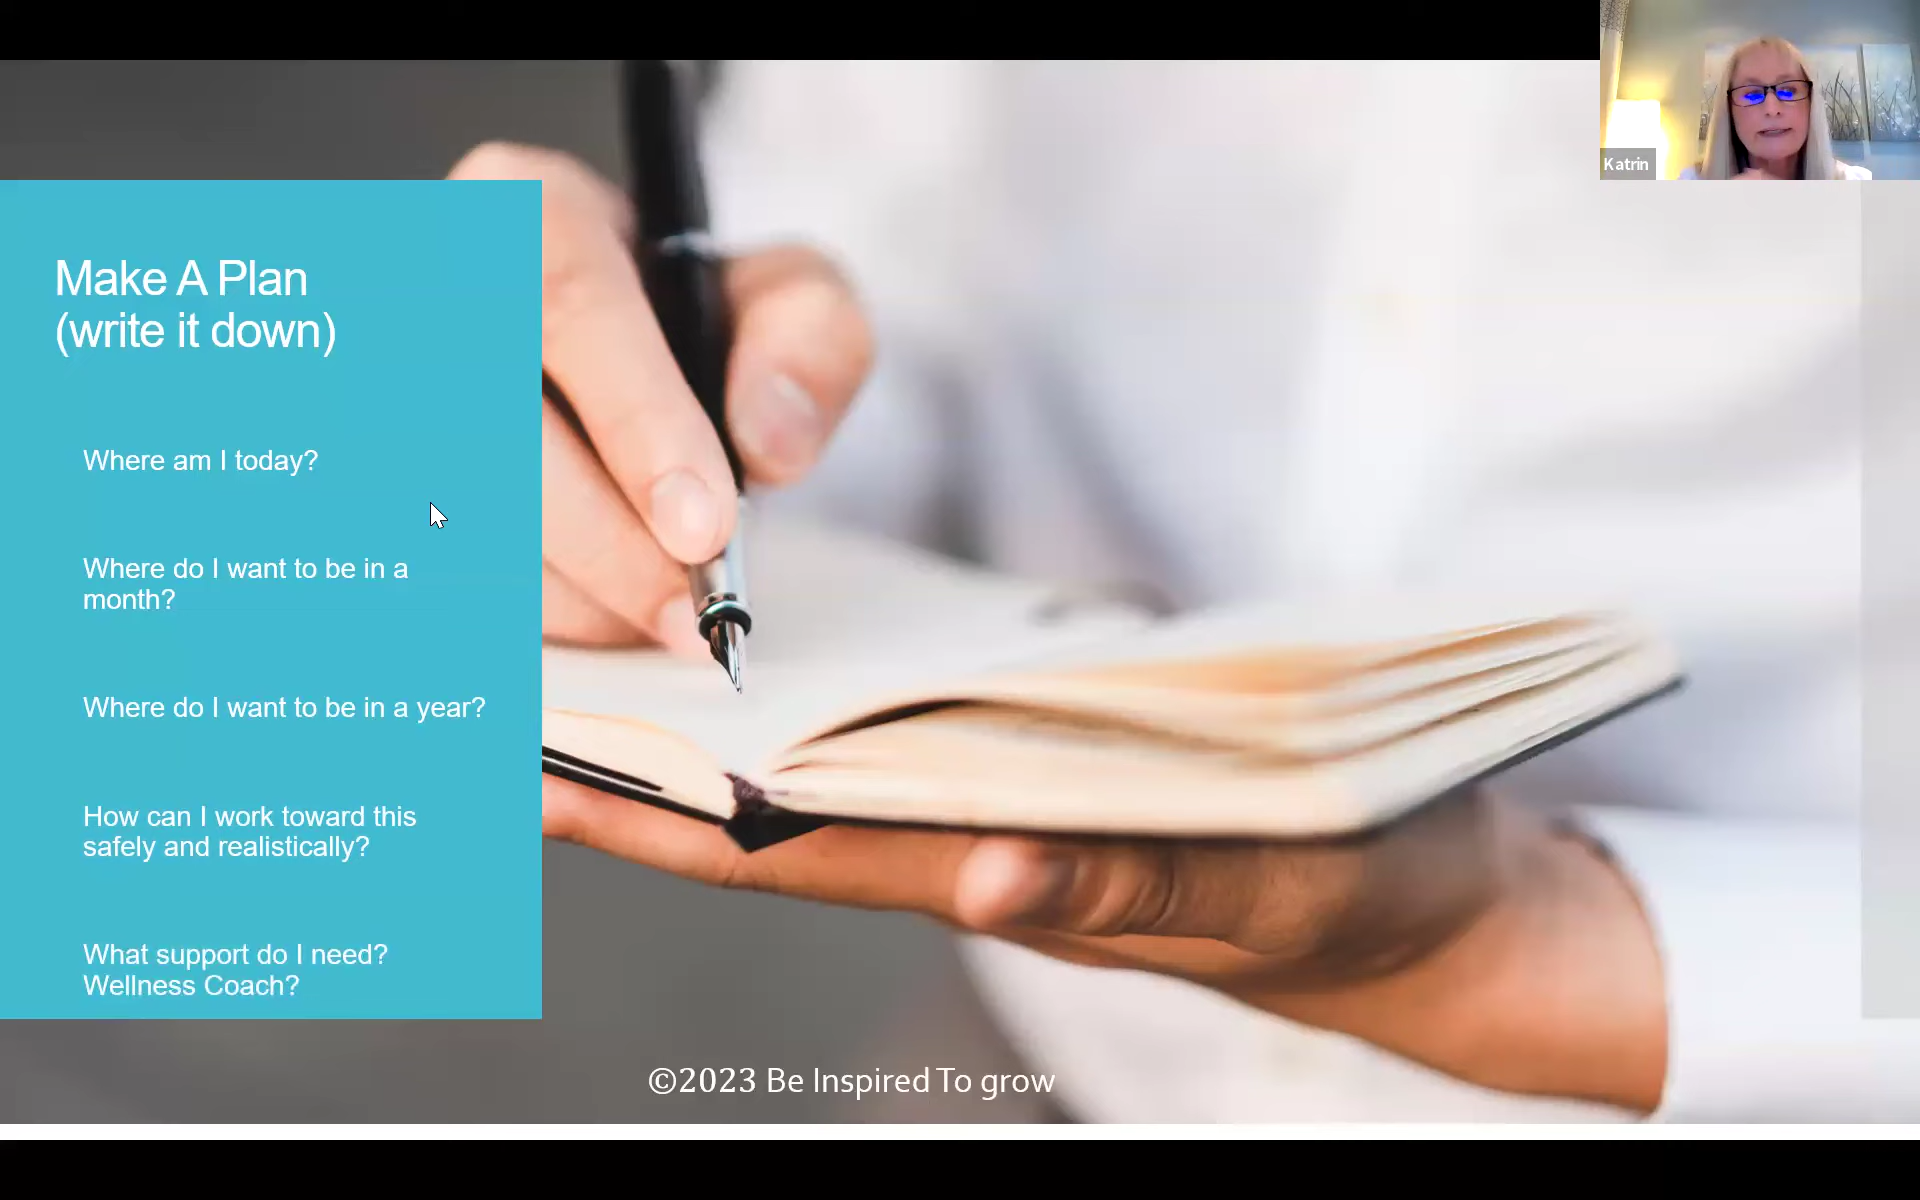 Katrin
Make A Plan
(write it down)
Where am I today?
Where do I want to be in a
month?
Where do I want to be in a year?
How can I work toward this
safely and realistically?
What support do I need?
Wellness Coach?
©2023 Be Inspired To grow